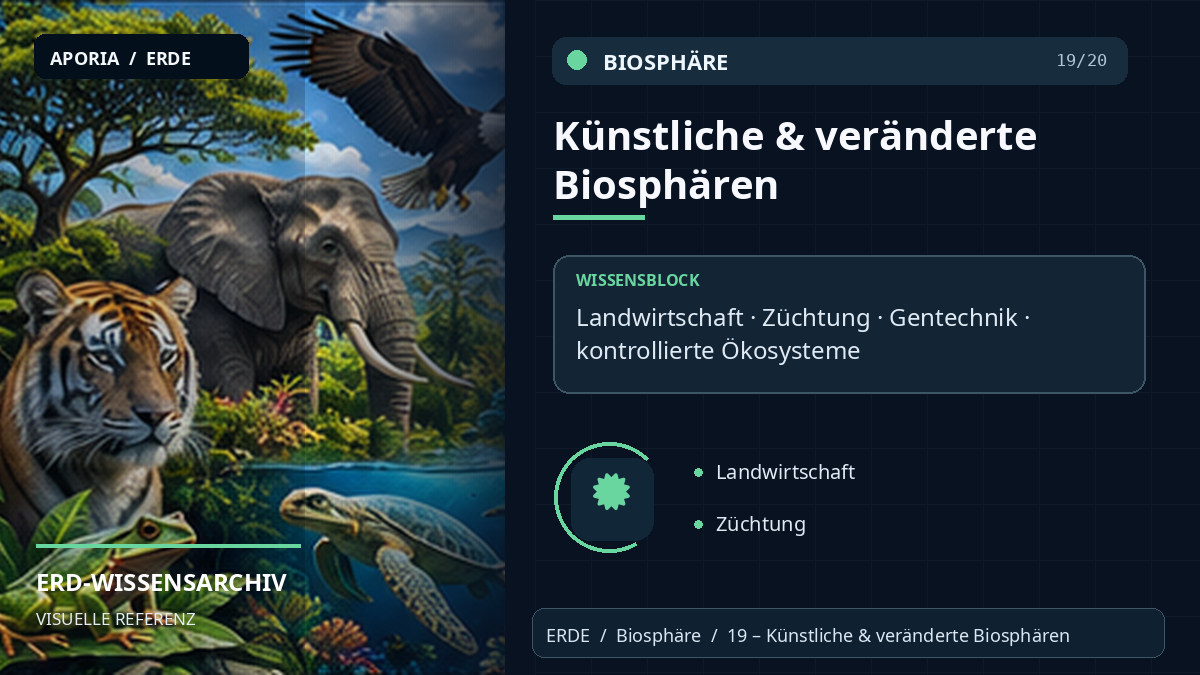 APORIA / ERDE
ERD-WISSENSARCHIV
VISUELLE REFERENZ
BIOSPHÄRE
19/20
Künstliche & veränderte
Biosphären
WISSENSBLOCK
Landwirtschaft · Züchtung · Gentechnik ·
kontrollierte Ökosysteme
Landwirtschaft
Züchtung
ERDE / Biosphäre / 19 – Künstliche & veränderte Biosphären